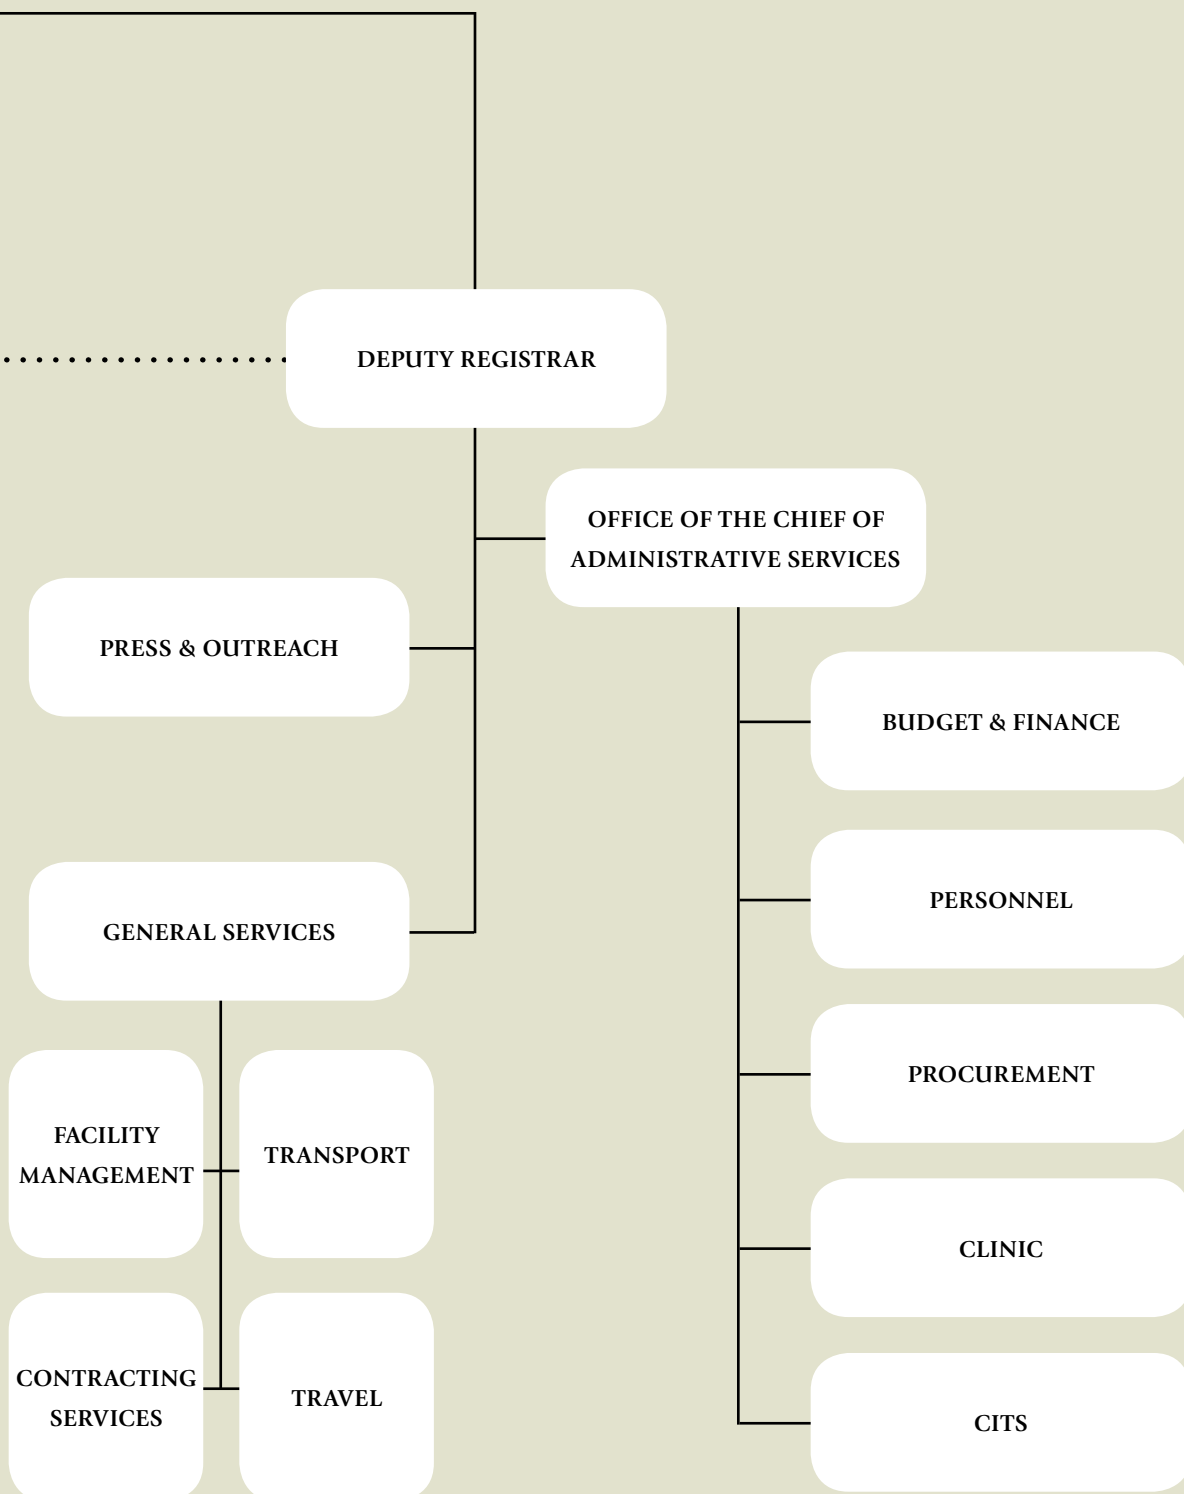 DEPUTY REGISTRAR
OFFICE OF THE CHIEF OF
ADMINISTRATIVE SERVICES
PRESS & OUTREACH
BUDGET & FINANCE
PERSONNEL
GENERAL SERVICES
PROCUREMENT
FACILITY
MANAGEMENT
TRANSPORT
CLINIC
CONTRACTING
SERVICES
TRAVEL
CITS